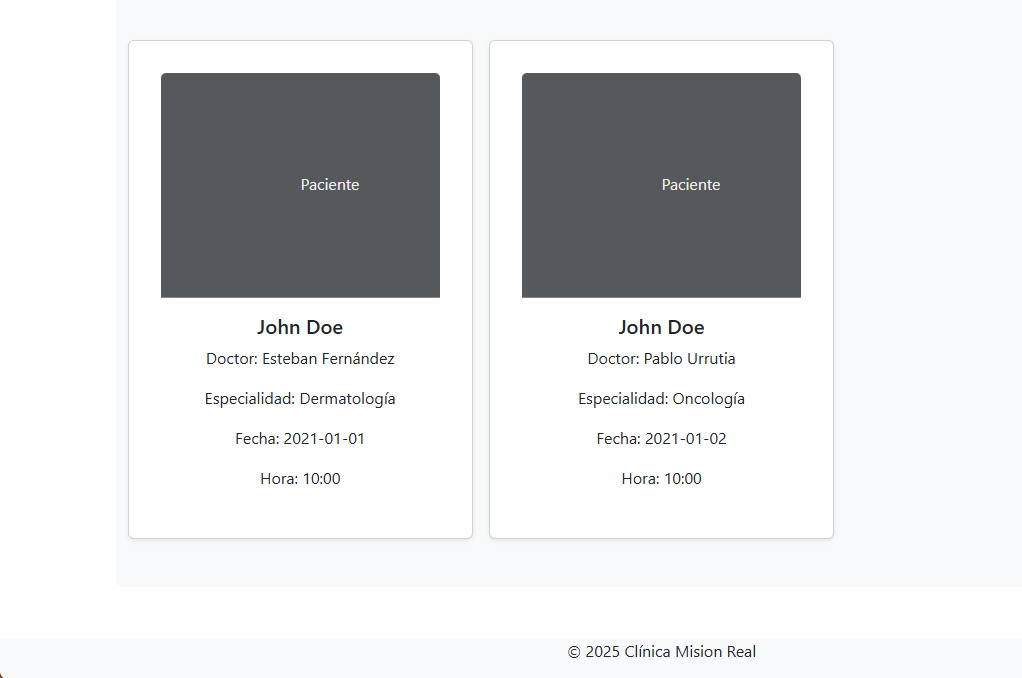 Paciente
John Doe
Doctor: Esteban Fernández
Especialidad: Dermatología
Fecha: 2021-01-01
Hora: 10:00
Paciente
John Doe
Doctor: Pablo Urrutia
Especialidad: Oncología
Fecha: 2021-01-02
Hora: 10:00
© 2025 Clínica Mision Real